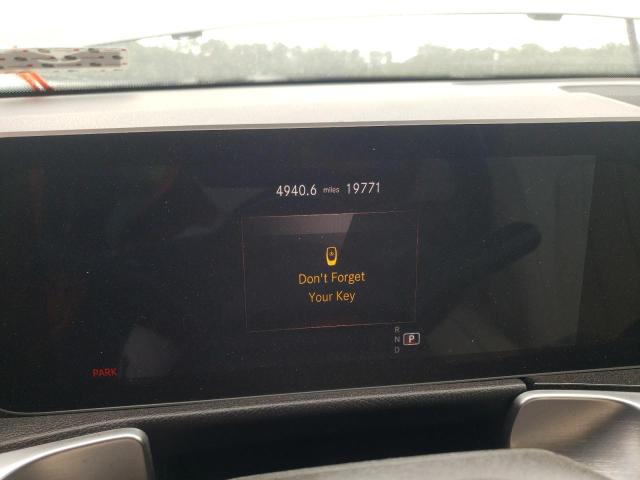 4940.6 miles 19771
Don't Forget
Your Key
R
N P
D
PARK